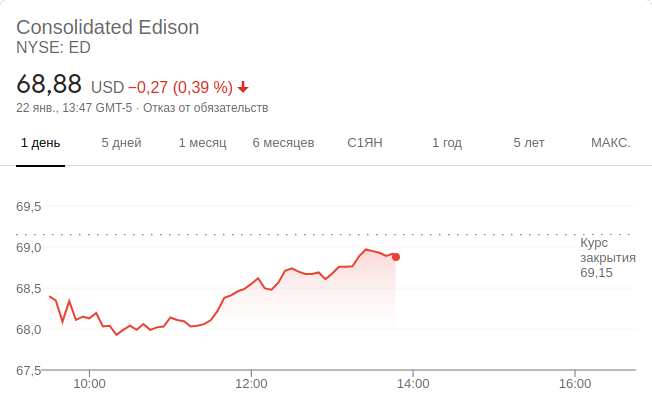 Consolidated Edison
NYSE: ED
68,88 USD −0,27 (0,39 %)
22 янв., 13:47 GMT-5 · Отказ от обязательств
1 день 5 дней 1 месяц 6 месяцев С1ЯН 1 год 5 лет МАКС.
69,5
69,0
68,5
68,0
67,5
Курс
закрытия
69,15
10:00 12:00 14:00 16:00